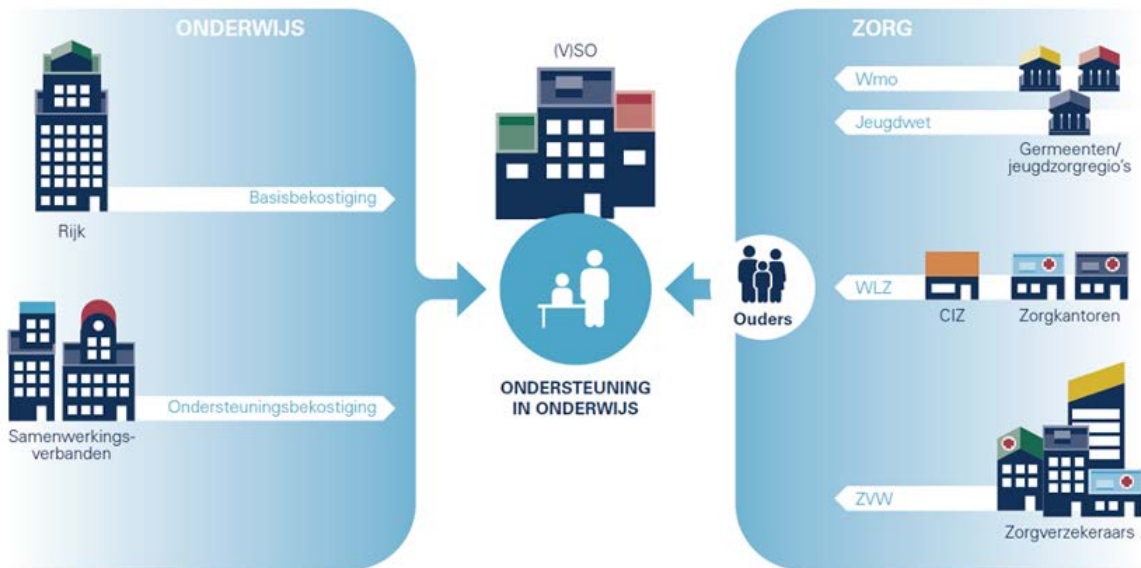 ONDERWIJS
Basisbekostiging
Rijk
Ondersteuningsbekostiging
Samenwerkings-
verbanden
(V)SO
ONDERSTEUNING
IN ONDERWIJS
ZORG
Wmo
Jeugdwet
Germeenten/
jeugdzorgregio's
Ouders
WLZ
CIZ
Zorgkantoren
ZVW
Zorgverzekeraars